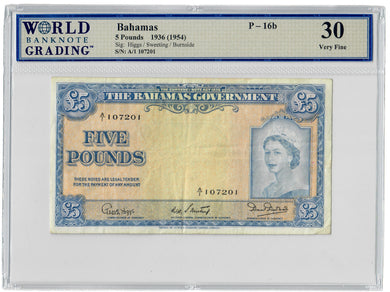 WORLD
BANKNOTE
GRADING
Bahamas
5 Pounds 1936 (1954)
Sig: Higgs / Sweeting / Burnside
S/N: A/1 107201
P – 16b
30
Very Fine
£5
£5
THE BAHAMAS GOVERNMENT
A/1 107201
FIVE
POUNDS
THESE NOTES ARE LEGAL TENDER
FOR THE PAYMENT OF ANY AMOUNT
A/1 107201
£5
£5